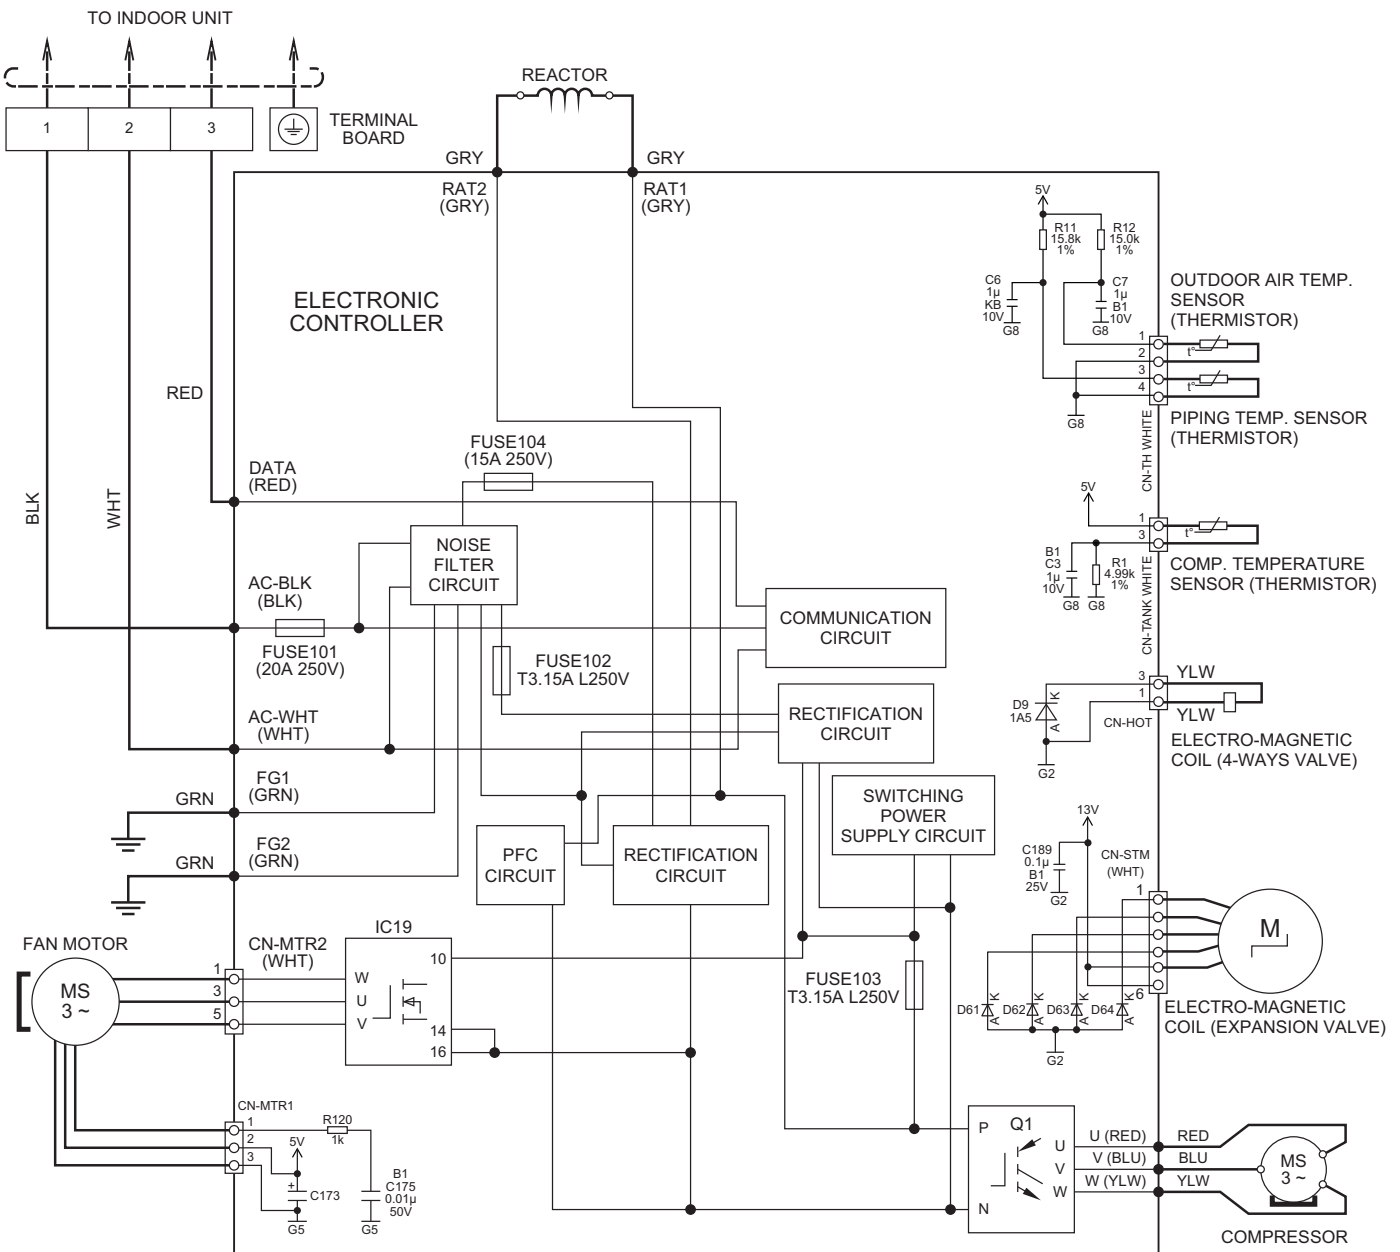 TO INDOOR UNIT
1
2
3
TERMINAL
BOARD
REACTOR
GRY
GRY
RAT2
(GRY)
RAT1
(GRY)
ELECTRONIC
CONTROLLER
5V
R11
15.8k
1%
R12
15.0k
1%
C6
1µ
KB
10V
G8
C7
1µ
B1
10V
G8
1
2
3
4
t°
t°
G8
CN-TH WHITE
OUTDOOR AIR TEMP.
SENSOR
(THERMISTOR)
PIPING TEMP. SENSOR
(THERMISTOR)
RED
BLK
WHT
DATA
(RED)
FUSE104
(15A 250V)
NOISE
FILTER
CIRCUIT
AC-BLK
(BLK)
FUSE101
(20A 250V)
FUSE102
T3.15A L250V
COMMUNICATION
CIRCUIT
5V
1
3
t°
B1
C3
1µ
10V
G8
R1
4.99k
1%
G8
CN-TANK WHITE
COMP. TEMPERATURE
SENSOR (THERMISTOR)
AC-WHT
(WHT)
RECTIFICATION
CIRCUIT
D9
1A5
K
A
G2
3
1
CN-HOT
YLW
YLW
ELECTRO-MAGNETIC
COIL (4-WAYS VALVE)
GRN
FG1
(GRN)
GRN
FG2
(GRN)
PFC
CIRCUIT
RECTIFICATION
CIRCUIT
SWITCHING
POWER
SUPPLY CIRCUIT
13V
C189
0.1µ
B1
25V
G2
CN-STM
(WHT)
1
6
M
D61
K
A
D62
K
A
D63
K
A
D64
K
A
G2
ELECTRO-MAGNETIC
COIL (EXPANSION VALVE)
FAN MOTOR
MS
3 ~
CN-MTR2
(WHT)
1
3
5
IC19
W
U
V
10
14
16
FUSE103
T3.15A L250V
CN-MTR1
1
2
3
R120
1k
5V
+
C173
G5
B1
C175
0.01µ
50V
G5
Q1
P
N
U
V
W
U (RED)
V (BLU)
W (YLW)
RED
BLU
YLW
MS
3 ~
COMPRESSOR